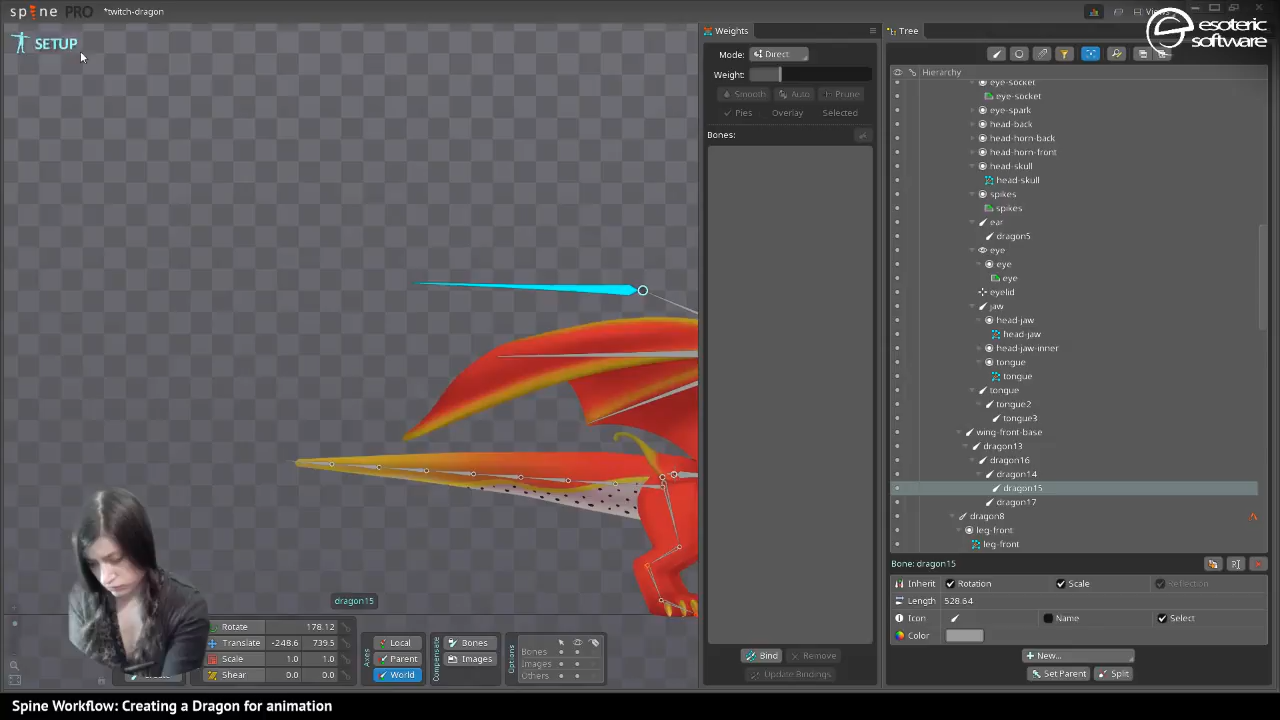 spine PRO *twitch-dragon
Views
esoteric
software
SETUP
Weights
Mode: Direct
Weight:
Smooth Auto Prune
Pies Overlay Selected
Bones:
Bind Remove
Update Bindings
Tree
Hierarchy
eye-socket
eye-socket
eye-spark
head-back
head-horn-back
head-horn-front
head-skull
head-skull
spikes
spikes
ear
dragon5
eye
eye
eye
eyelid
jaw
head-jaw
head-jaw
head-jaw-inner
tongue
tongue
tongue
tongue2
tongue3
wing-front-base
dragon13
dragon16
dragon14
dragon15
dragon17
dragon8
leg-front
leg-front
Bone: dragon15
Inherit Rotation Scale Reflection
Length 528.64
Icon Name Select
Color
New...
Set Parent Split
dragon15
Rotate 178.12
Translate -248.6 739.5
Scale 1.0 1.0
Shear 0.0 0.0
Create
Axes
Local
Parent
World
Compensate
Bones
Images
Options
Bones
Images
Others
Spine Workflow: Creating a Dragon for animation